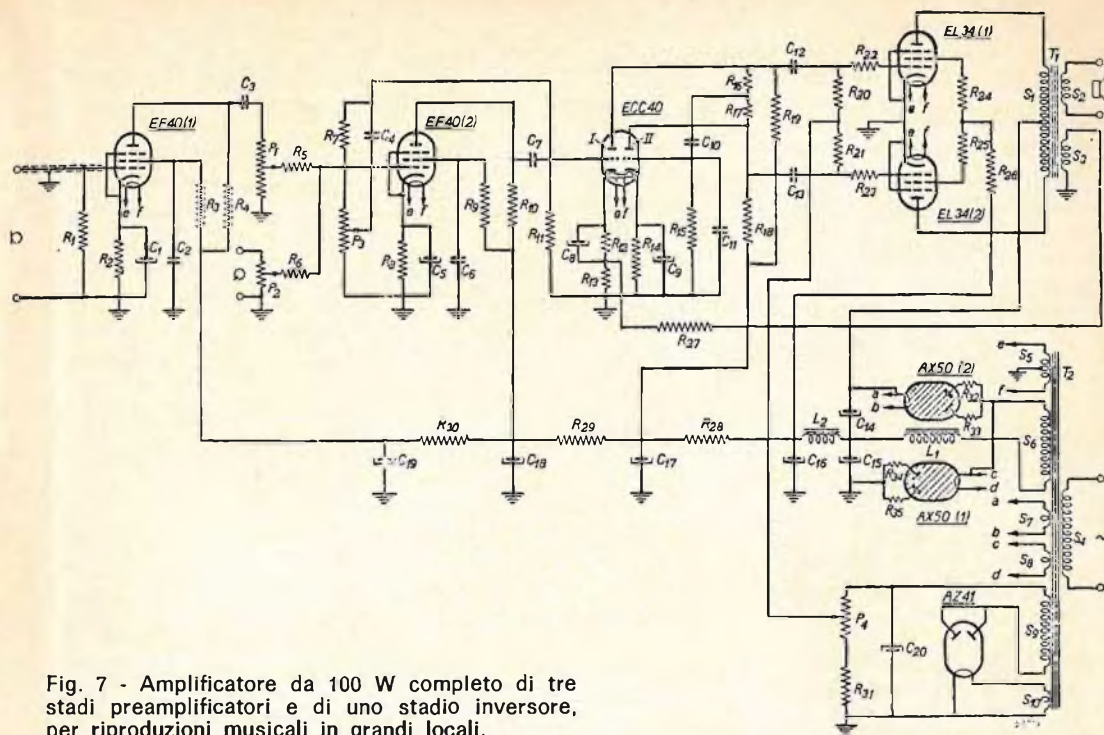 EL34(1)
C12
R22
T1
C3
R16
EF40(1)
EF40(2)
ECC40
R24
S1
S2
R7
C4
R17
R20
P1
R19
I
II
C7
C10
R5
R25
R21
S3
R26
R3
R4
C13
R9
R10
R23
R1
P3
R11
R15
C11
R18
EL34(2)
C8
R12
R14
R2
C1
C2
R6
C5
C6
C9
P2
R13
R27
AX50 (2)
e
S5
T2
a
b
R32
f
C14
R33
R30
R29
R28
L2
L1
S6
C19
C18
C17
C16
C15
R34
c
d
a
S7
R35
AX50 (1)
b
c
S8
S4
d
AZ41
P4
S9
C20
R31
S10
Fig. 7 - Amplificatore da 100 W completo di tre
stadi preamplificatori e di uno stadio inversore,
per riproduzioni musicali in grandi locali.